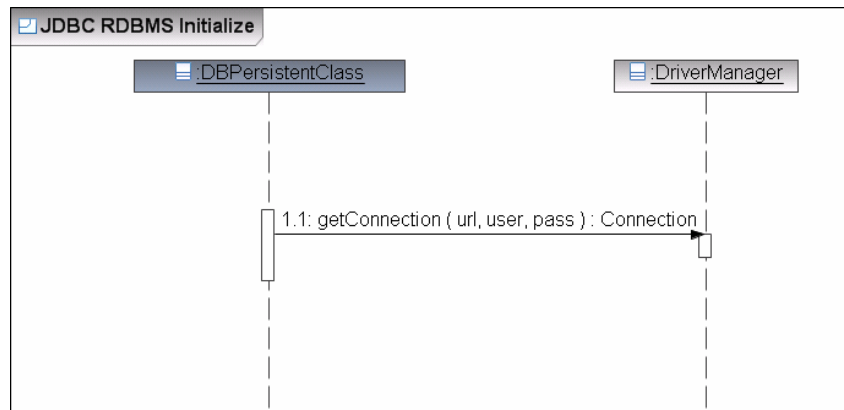 JDBC RDBMS Initialize
:DBPersistentClass
:DriverManager
1.1: getConnection ( url, user, pass ) : Connection